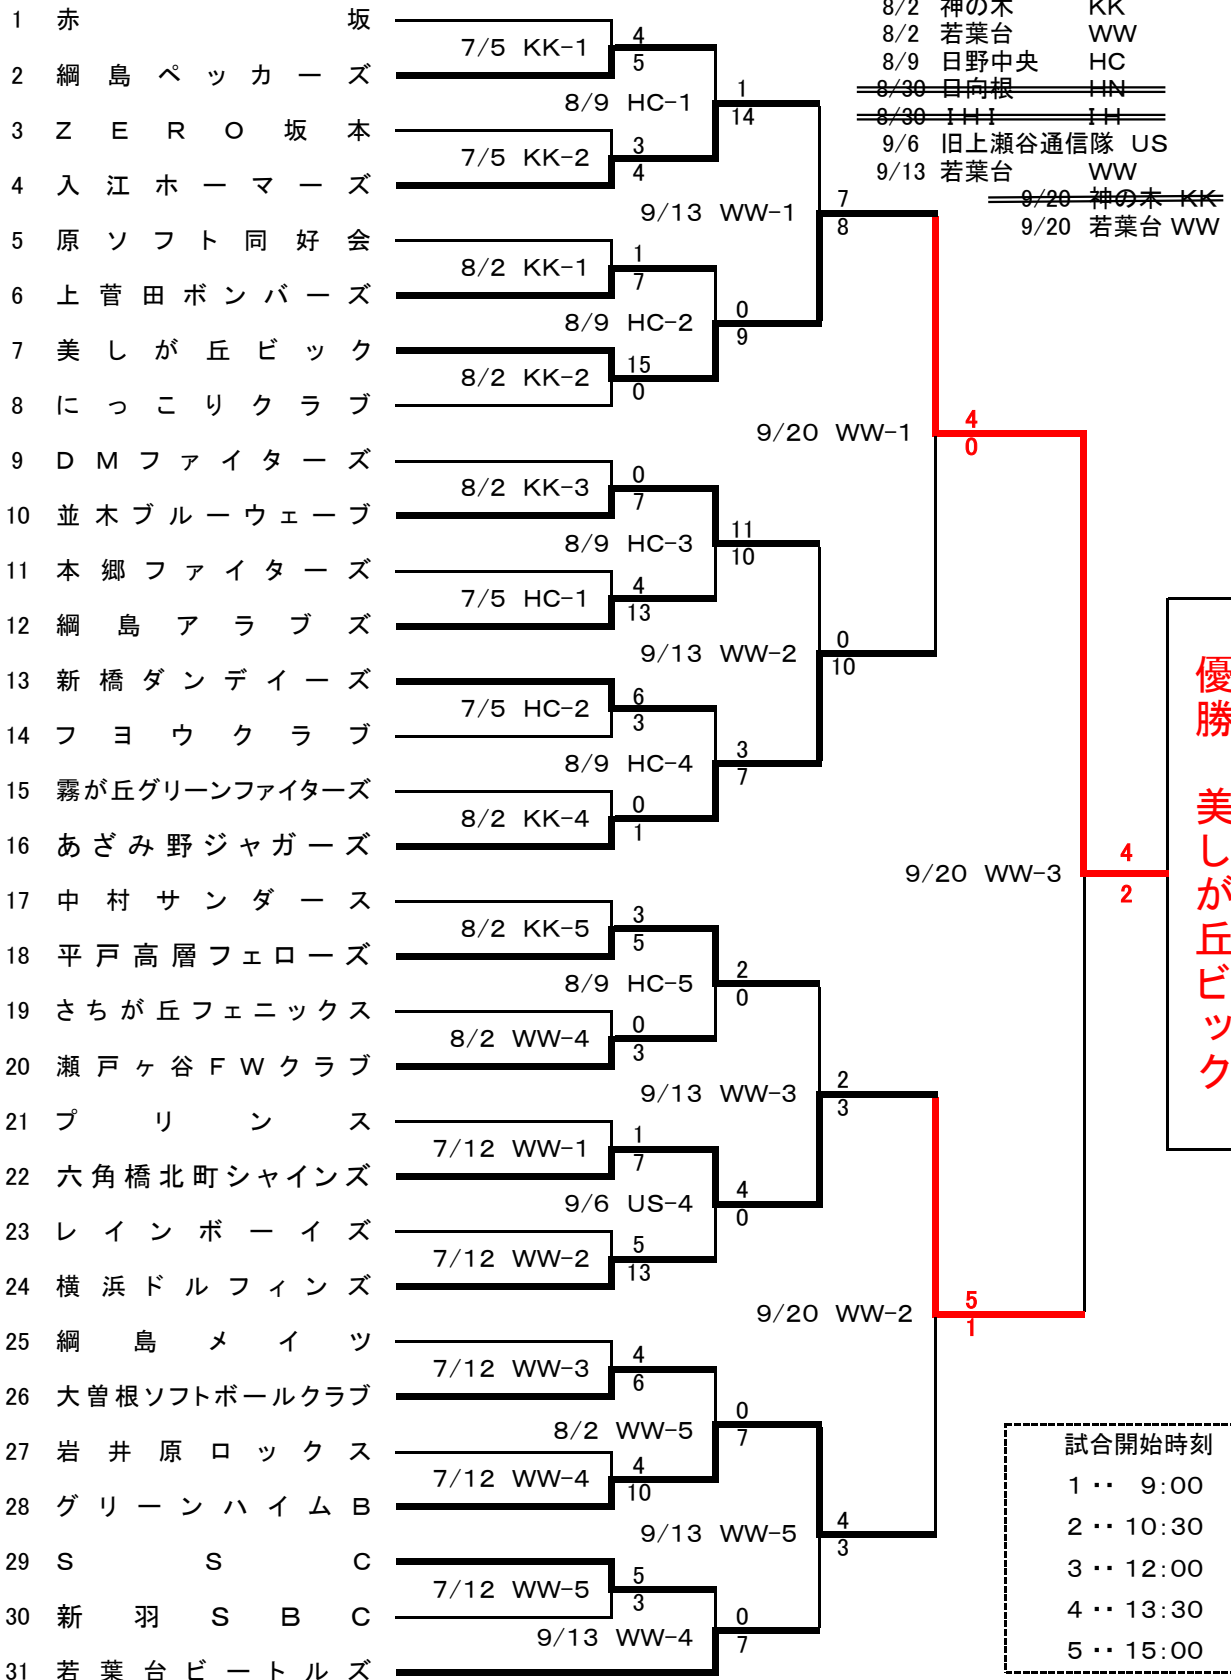 8/2 神の木 KK
8/2 若葉台 WW
8/9 日野中央 HC
8/30 日向根 HN
8/30 IHI IH
9/6 旧上瀬谷通信隊 US
9/13 若葉台 WW
9/20 神の木 KK
9/20 若葉台 WW
1 赤坂
7/5 KK-1
4
5
2 綱島ペッカーズ
8/9 HC-1
1
14
3 ZERO坂本
7/5 KK-2
3
4
4 入江ホーマーズ
9/13 WW-1
7
8
5 原ソフト同好会
8/2 KK-1
1
7
6 上菅田ボンバーズ
8/9 HC-2
0
9
7 美しが丘ビック
8/2 KK-2
15
0
8 にっこりクラブ
9/20 WW-1
4
0
9 DMファイターズ
8/2 KK-3
0
7
10 並木ブルーウェーブ
8/9 HC-3
11
10
11 本郷ファイターズ
7/5 HC-1
4
13
12 綱島アラブズ
9/13 WW-2
0
10
13 新橋ダンデイーズ
7/5 HC-2
6
3
14 フヨウクラブ
8/9 HC-4
3
7
15 霧が丘グリーンファイターズ
8/2 KK-4
0
1
16 あざみ野ジャガーズ
9/20 WW-3
4
2
優勝 美しが丘ビック
17 中村サンダース
8/2 KK-5
3
5
18 平戸高層フェローズ
8/9 HC-5
2
0
19 さちが丘フェニックス
8/2 WW-4
0
3
20 瀬戸ヶ谷FWクラブ
9/13 WW-3
2
3
21 プリンス
7/12 WW-1
1
7
22 六角橋北町シャインズ
9/6 US-4
4
0
23 レインボーイズ
7/12 WW-2
5
13
24 横浜ドルフィンズ
9/20 WW-2
5
1
25 綱島メイツ
7/12 WW-3
4
6
26 大曽根ソフトボールクラブ
8/2 WW-5
0
7
27 岩井原ロックス
7/12 WW-4
4
10
28 グリーンハイムB
9/13 WW-5
4
3
29 SSC
7/12 WW-5
5
3
30 新羽SBC
9/13 WW-4
0
7
31 若葉台ビートルズ
試合開始時刻
1‥ 9:00
2‥10:30
3‥12:00
4‥13:30
5‥15:00